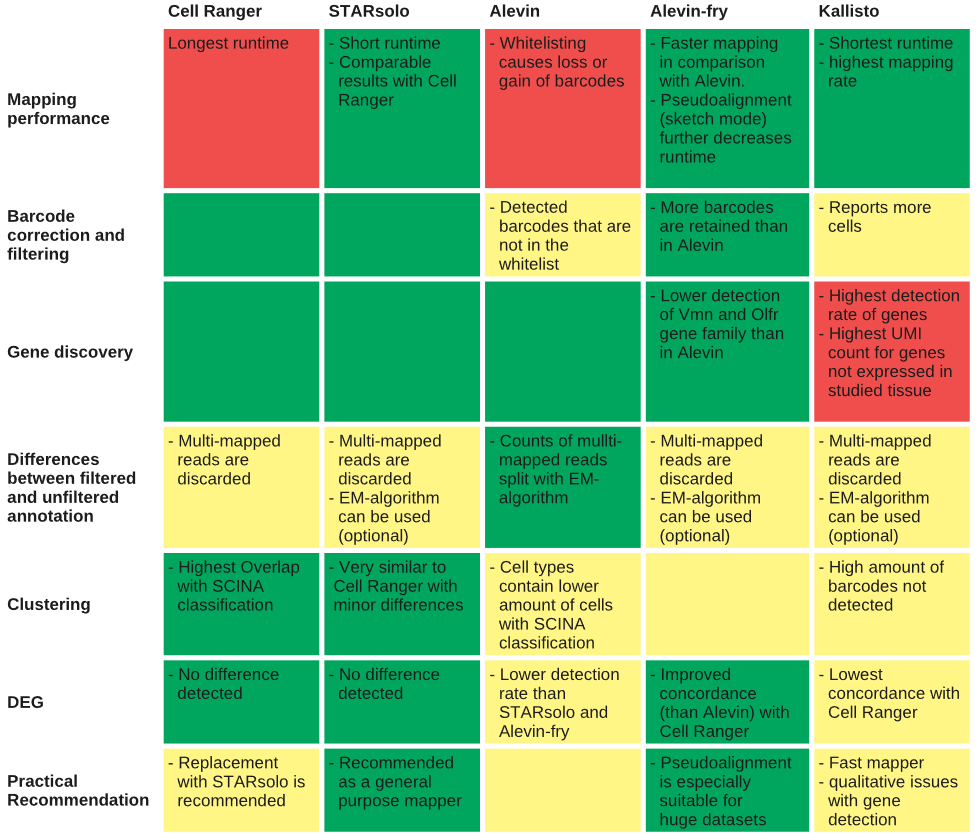 Cell Ranger
STARsolo
Alevin
Alevin-fry
Kallisto
Mapping
performance
Longest runtime
- Short runtime
- Comparable
results with Cell
Ranger
- Whitelisting
causes loss or
gain of barcodes
- Faster mapping
in comparison
with Alevin.
- Pseudoalignment
(sketch mode)
further decreases
runtime
- Shortest runtime
- highest mapping
rate
Barcode
correction and
filtering
- Detected
barcodes that are
not in the
whitelist
- More barcodes
are retained than
in Alevin
- Reports more
cells
Gene discovery
- Lower detection
of Vmn and Olfr
gene family than
in Alevin
- Highest detection
rate of genes
- Highest UMI
count for genes
not expressed in
studied tissue
Differences
between filtered
and unfiltered
annotation
- Multi-mapped
reads are
discarded
- Multi-mapped
reads are
discarded
- EM-algorithm
can be used
(optional)
- Counts of mullti-
mapped reads
split with EM-
algorithm
- Multi-mapped
reads are
discarded
- EM-algorithm
can be used
(optional)
- Multi-mapped
reads are
discarded
- EM-algorithm
can be used
(optional)
Clustering
- Highest Overlap
with SCINA
classification
- Very similar to
Cell Ranger with
minor differences
- Cell types
contain lower
amount of cells
with SCINA
classification
- High amount of
barcodes not
detected
DEG
- No difference
detected
- No difference
detected
- Lower detection
rate than
STARsolo and
Alevin-fry
- Improved
concordance
(than Alevin) with
Cell Ranger
- Lowest
concordance with
Cell Ranger
Practical
Recommendation
- Replacement
with STARsolo is
recommended
- Recommended
as a general
purpose mapper
- Pseudoalignment
is especially
suitable for
huge datasets
- Fast mapper
- qualitative issues
with gene
detection